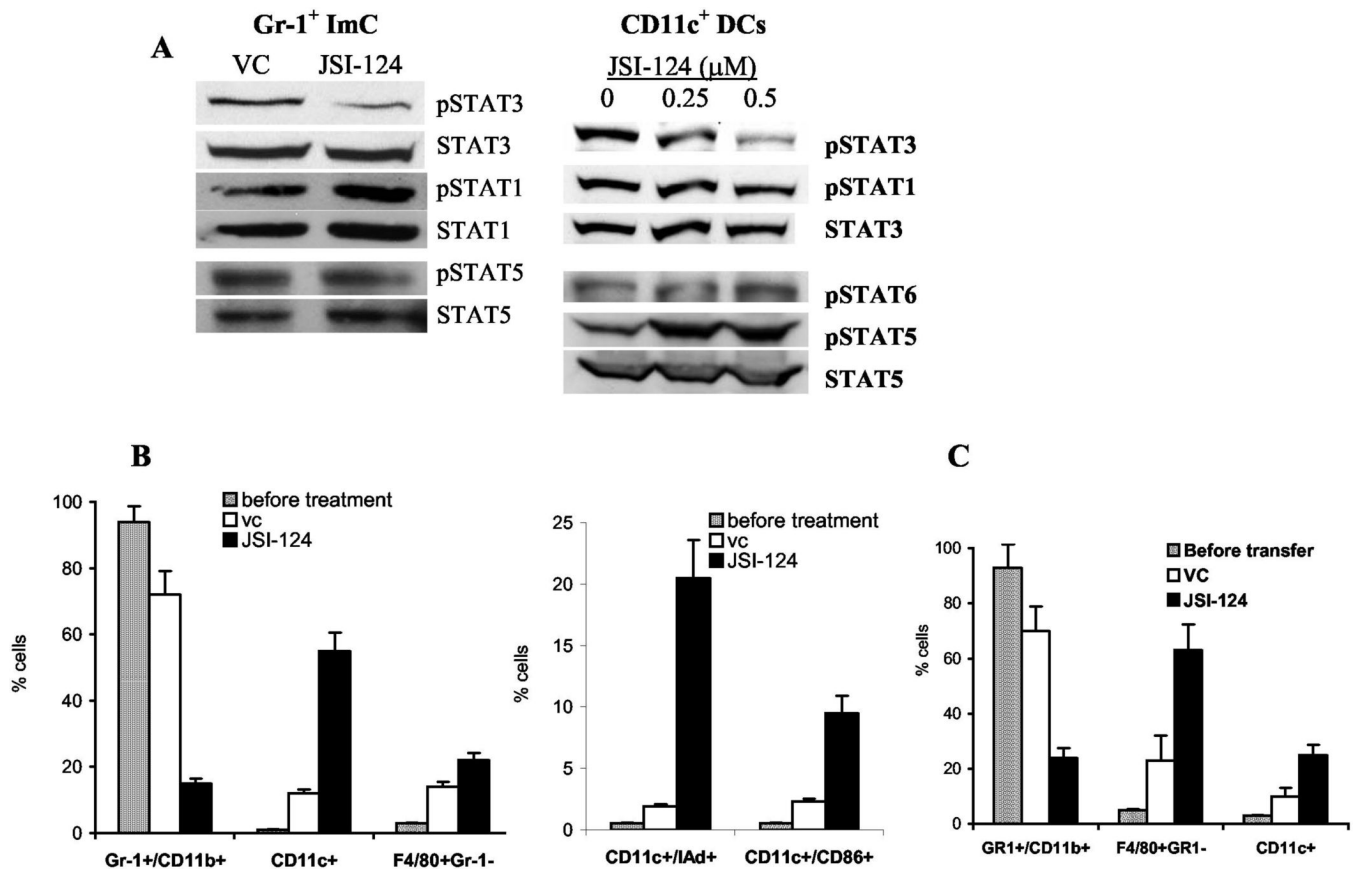 A
Gr-1+ ImC
VC JSI-124
pSTAT3
STAT3
pSTAT1
STAT1
pSTAT5
STAT5
CD11c+ DCs
JSI-124 (μM)
0 0.25 0.5
pSTAT3
pSTAT1
STAT3
pSTAT6
pSTAT5
STAT5
B
before treatment
vc
JSI-124
% cells
100
80
60
40
20
0
Gr-1+/CD11b+ CD11c+ F4/80+Gr-1-
before treatment
vc
JSI-124
% cells
25
20
15
10
5
0
CD11c+/IAd+ CD11c+/CD86+
C
Before transfer
VC
JSI-124
% cells
100
80
60
40
20
0
GR1+/CD11b+ F4/80+GR1- CD11c+